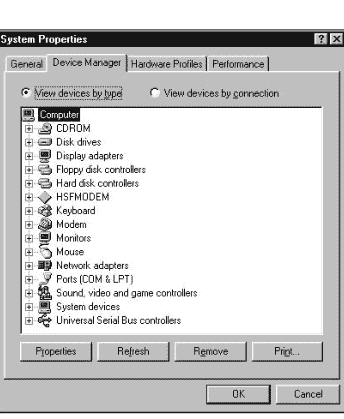 System Properties
General Device Manager Hardware Profiles Performance
View devices by type View devices by connection
Computer
CDROM
Disk drives
Display adapters
Floppy disk controllers
Hard disk controllers
HSFMODEM
Keyboard
Modem
Monitors
Mouse
Network adapters
Ports (COM & LPT)
Sound, video and game controllers
System devices
Universal Serial Bus controllers
Properties Refresh Remove Print...
OK Cancel